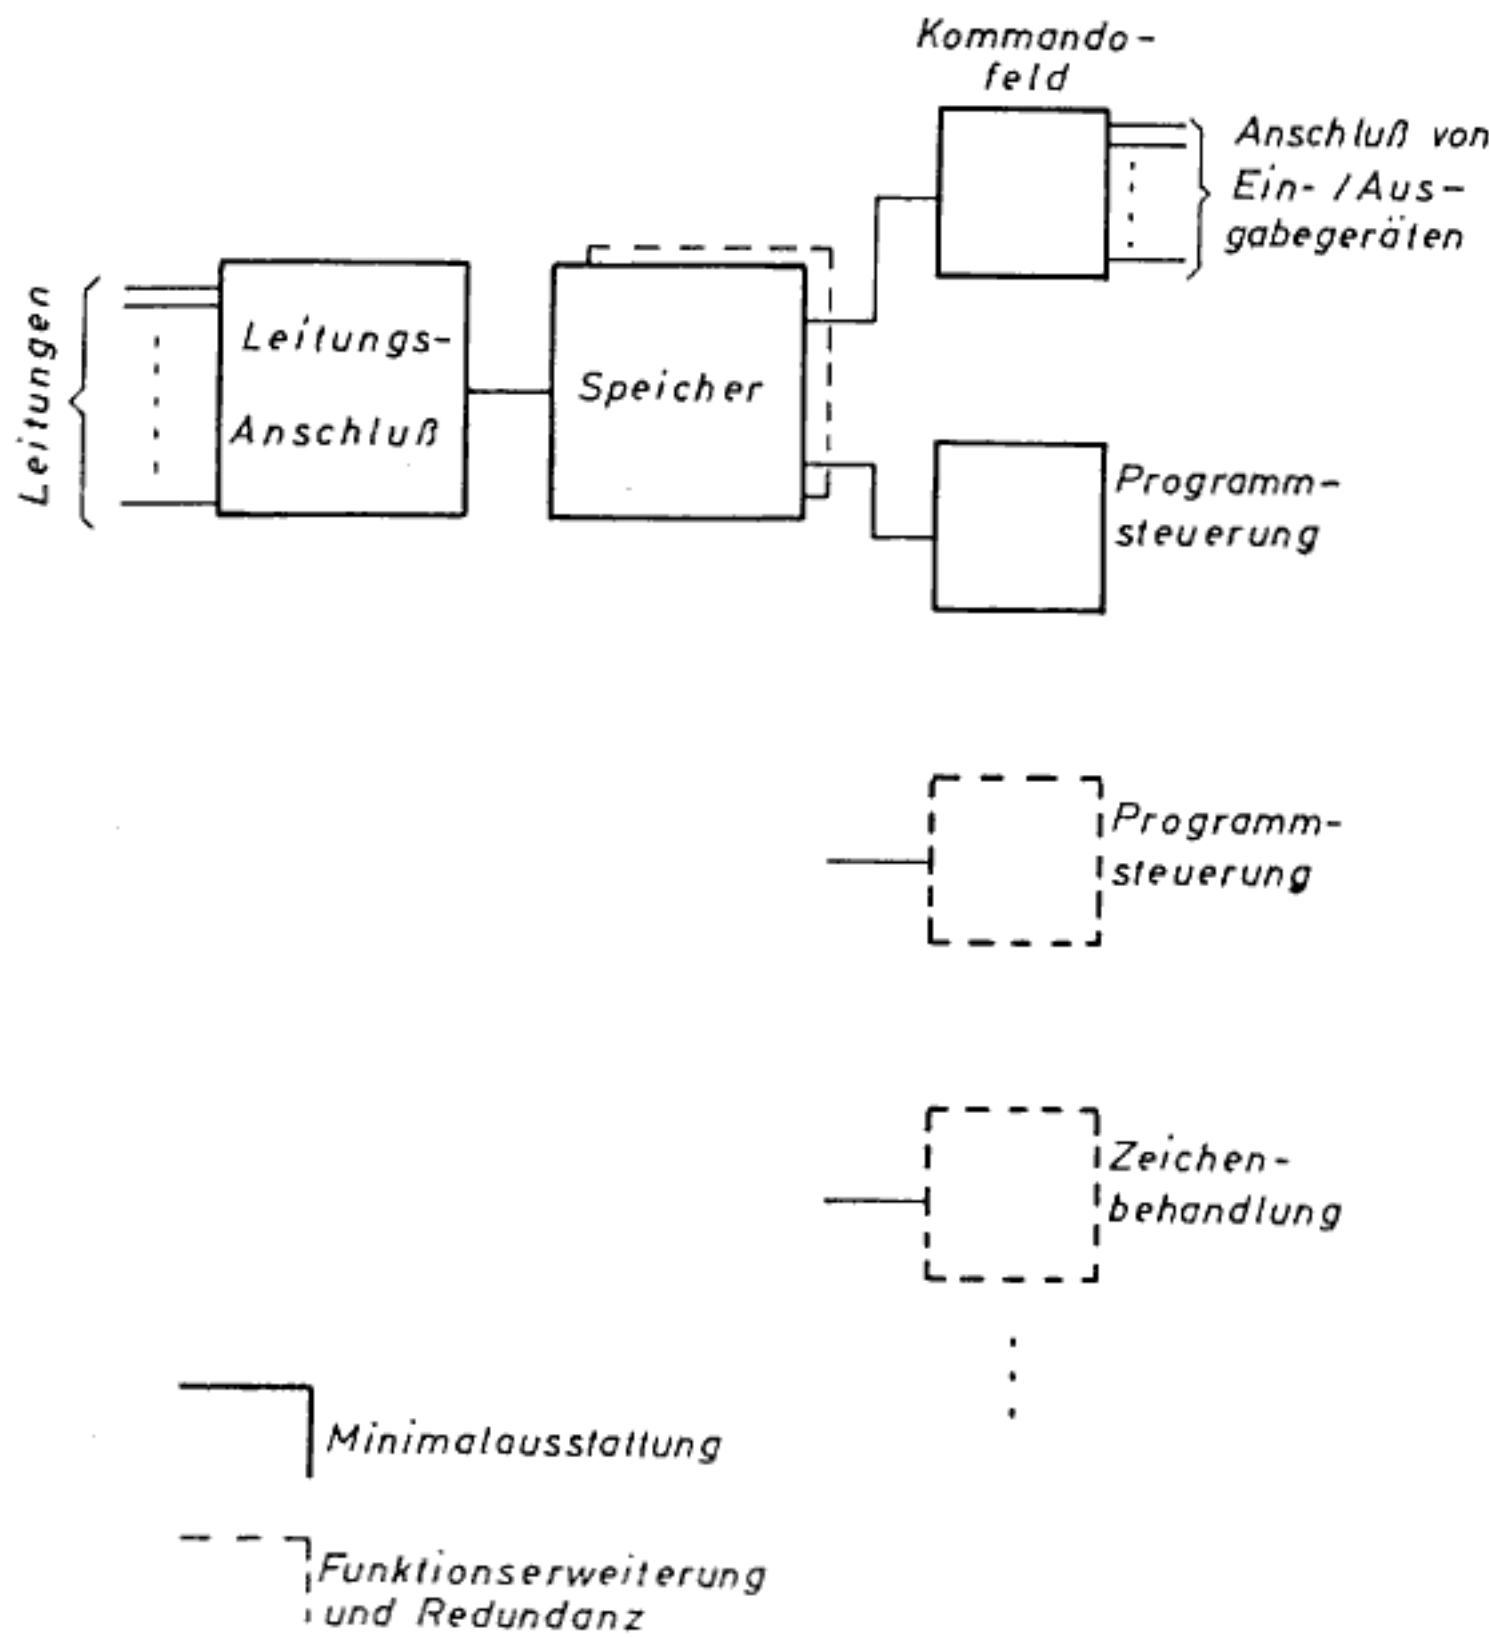 Kommando-
feld
Anschluß von
Ein- / Aus-
gabegeräten
Leitungen
Leitungs-
Anschluß
Speicher
Programm-
steuerung
Programm-
steuerung
Zeichen-
behandlung
Minimalausstattung
Funktionserweiterung
und Redundanz